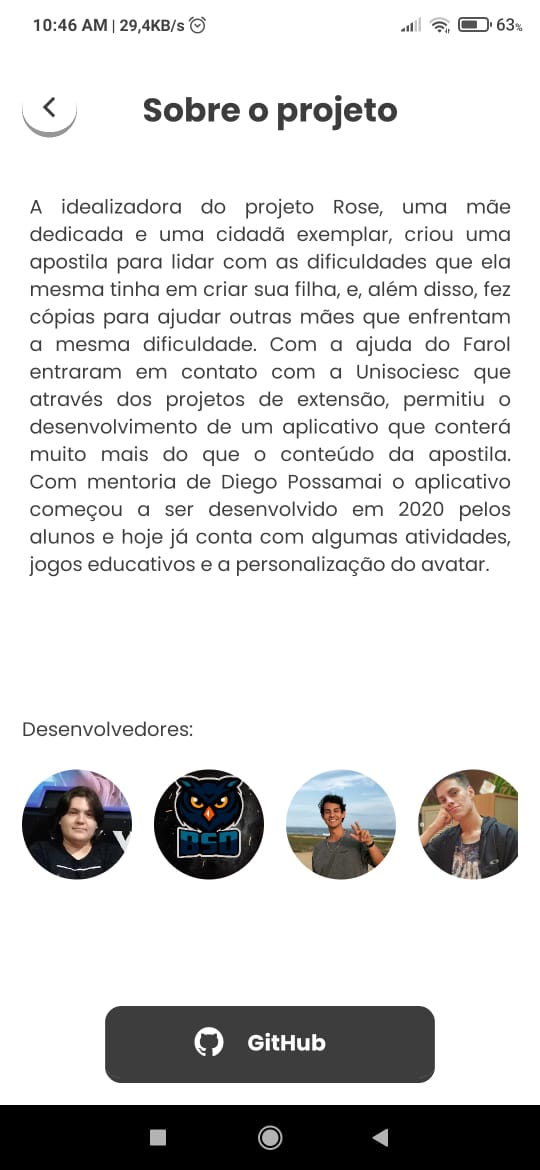 10:46 AM | 29,4KB/s
63%
Sobre o projeto
A idealizadora do projeto Rose, uma mãe
dedicada e uma cidadã exemplar, criou uma
apostila para lidar com as dificuldades que ela
mesma tinha em criar sua filha, e, além disso, fez
cópias para ajudar outras mães que enfrentam
a mesma dificuldade. Com a ajuda do Farol
entraram em contato com a Unisociesc que
através dos projetos de extensão, permitiu o
desenvolvimento de um aplicativo que conterá
muito mais do que o conteúdo da apostila.
Com mentoria de Diego Possamai o aplicativo
começou a ser desenvolvido em 2020 pelos
alunos e hoje já conta com algumas atividades,
jogos educativos e a personalização do avatar.
Desenvolvedores:
BSD
GitHub